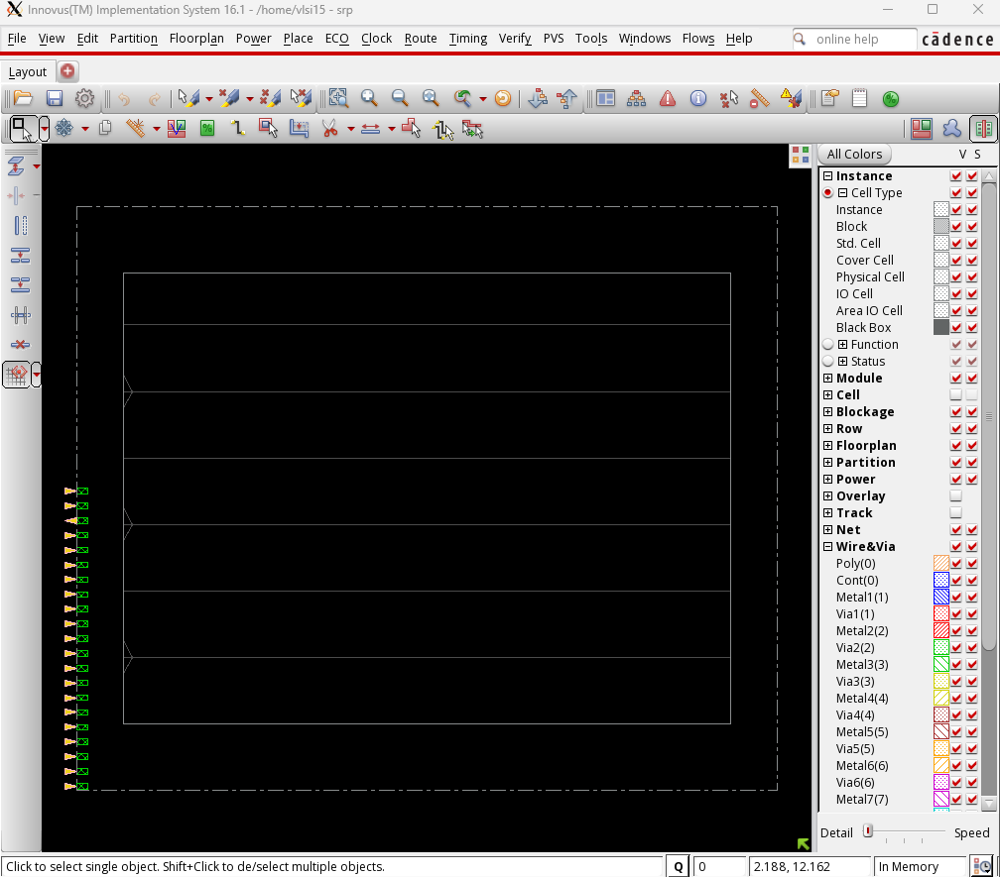 Innovus(TM) Implementation System 16.1 - /home/vlsi15 - srp
File View Edit Partition Floorplan Power Place ECO Clock Route Timing Verify PVS Tools Windows Flows Help online help cādence
Layout
All Colors V S
Instance
Cell Type
Instance
Block
Std. Cell
Cover Cell
Physical Cell
IO Cell
Area IO Cell
Black Box
Function
Status
Module
Cell
Blockage
Row
Floorplan
Partition
Power
Overlay
Track
Net
Wire&Via
Poly(0)
Cont(0)
Metal1(1)
Via1(1)
Metal2(2)
Via2(2)
Metal3(3)
Via3(3)
Metal4(4)
Via4(4)
Metal5(5)
Via5(5)
Metal6(6)
Via6(6)
Metal7(7)
Detail Speed
Click to select single object. Shift+Click to de/select multiple objects. Q 0 2.188, 12.162 In Memory